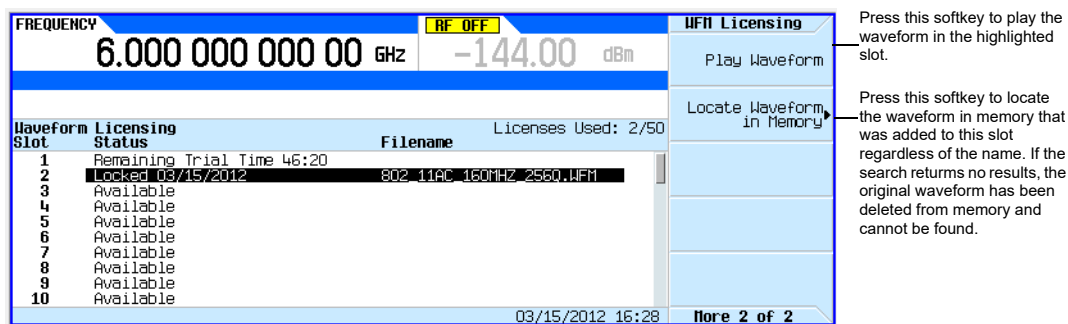 FREQUENCY
6.000 000 000 00 GHz
RF OFF
-144.00 dBm
Waveform Licensing
Licenses Used: 2/50
Slot Status Filename
1 Remaining Trial Time 46:20
2 Locked 03/15/2012 802_11AC_160MHZ_256Q.WFM
3 Available
4 Available
5 Available
6 Available
7 Available
8 Available
9 Available
10 Available
03/15/2012 16:28
WFM Licensing
Play Waveform
Locate Waveform
in Memory
More 2 of 2
Press this softkey to play the
waveform in the highlighted
slot.
Press this softkey to locate
the waveform in memory that
was added to this slot
regardless of the name. If the
search returms no results, the
original waveform has been
deleted from memory and
cannot be found.